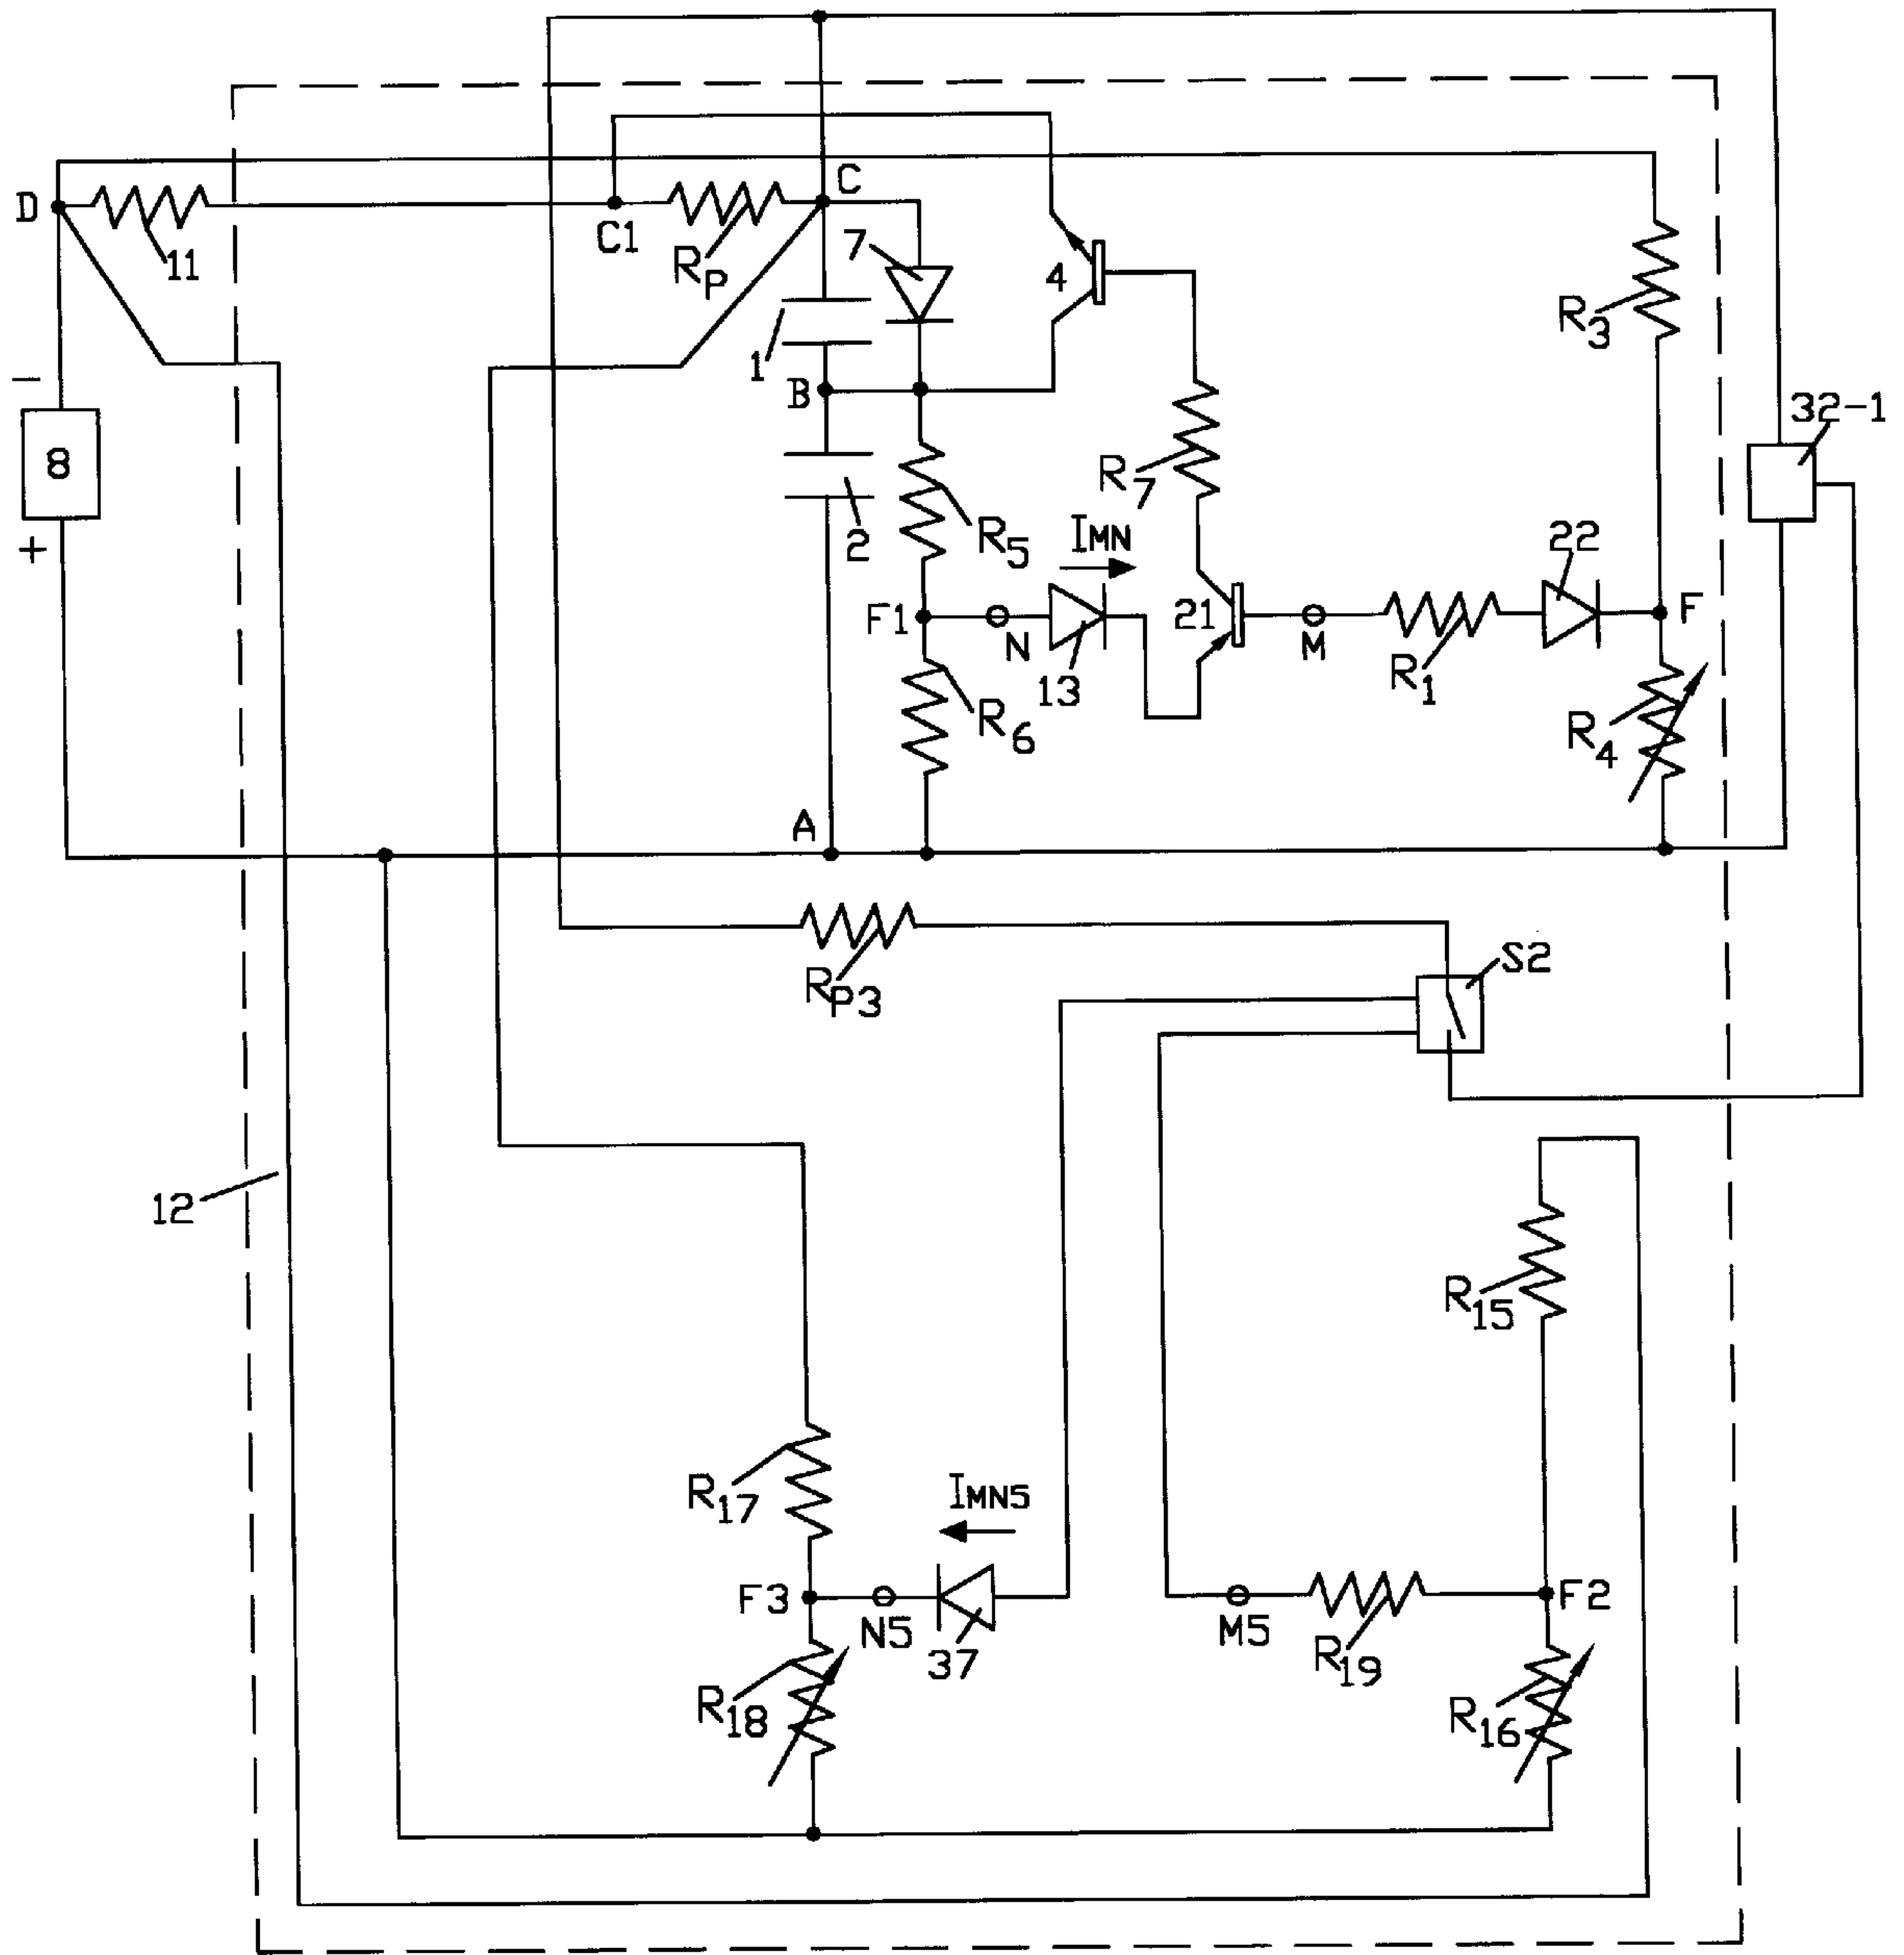 D
11
C1
RP
C
7
4
R3
1
B
32-1
−
8
+
2
R5
R7
IMN
22
F1
N
13
21
M
R1
F
R6
R4
A
RP3
S2
12
R15
R17
IMN5
F3
N5
37
M5
R19
F2
R18
R16